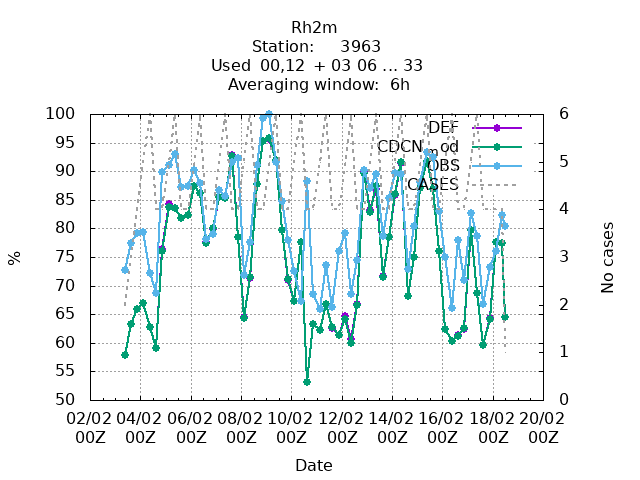 Rh2m
Station: 3963
Used 00,12 + 03 06 ... 33
Averaging window: 6h
100
95
90
85
80
75
70
65
60
55
50
%
6
5
4
3
2
1
0
No cases
DEF
CDCN_od
OBS
CASES
02/02 04/02 06/02 08/02 10/02 12/02 14/02 16/02 18/02 20/02
00Z 00Z 00Z 00Z 00Z 00Z 00Z 00Z 00Z 00Z
Date